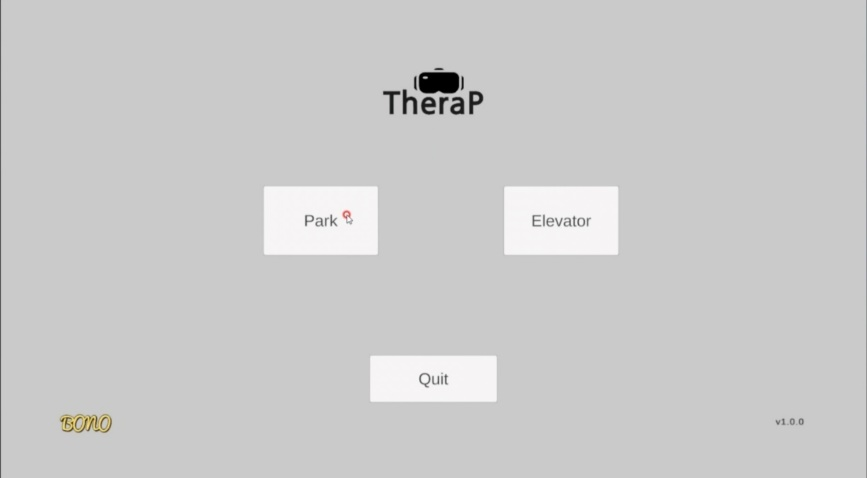 TheraP
Park
Elevator
Quit
BONO
v1.0.0